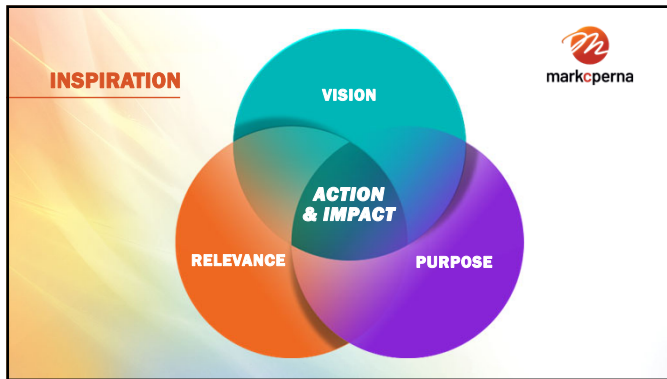 INSPIRATION
markcperna
VISION
ACTION
& IMPACT
RELEVANCE
PURPOSE